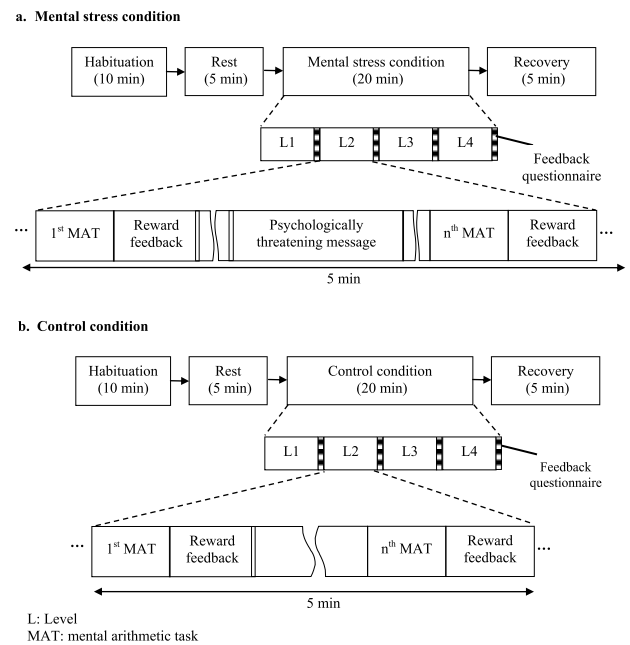 a. Mental stress condition
Habituation
(10 min)
Rest
(5 min)
Mental stress condition
(20 min)
Recovery
(5 min)
L1
L2
L3
L4
Feedback
questionnaire
...
1st MAT
Reward
feedback
Psychologically
threatening message
nth MAT
Reward
feedback
...
5 min
b. Control condition
Habituation
(10 min)
Rest
(5 min)
Control condition
(20 min)
Recovery
(5 min)
L1
L2
L3
L4
Feedback
questionnaire
...
1st MAT
Reward
feedback
nth MAT
Reward
feedback
...
5 min
L: Level
MAT: mental arithmetic task